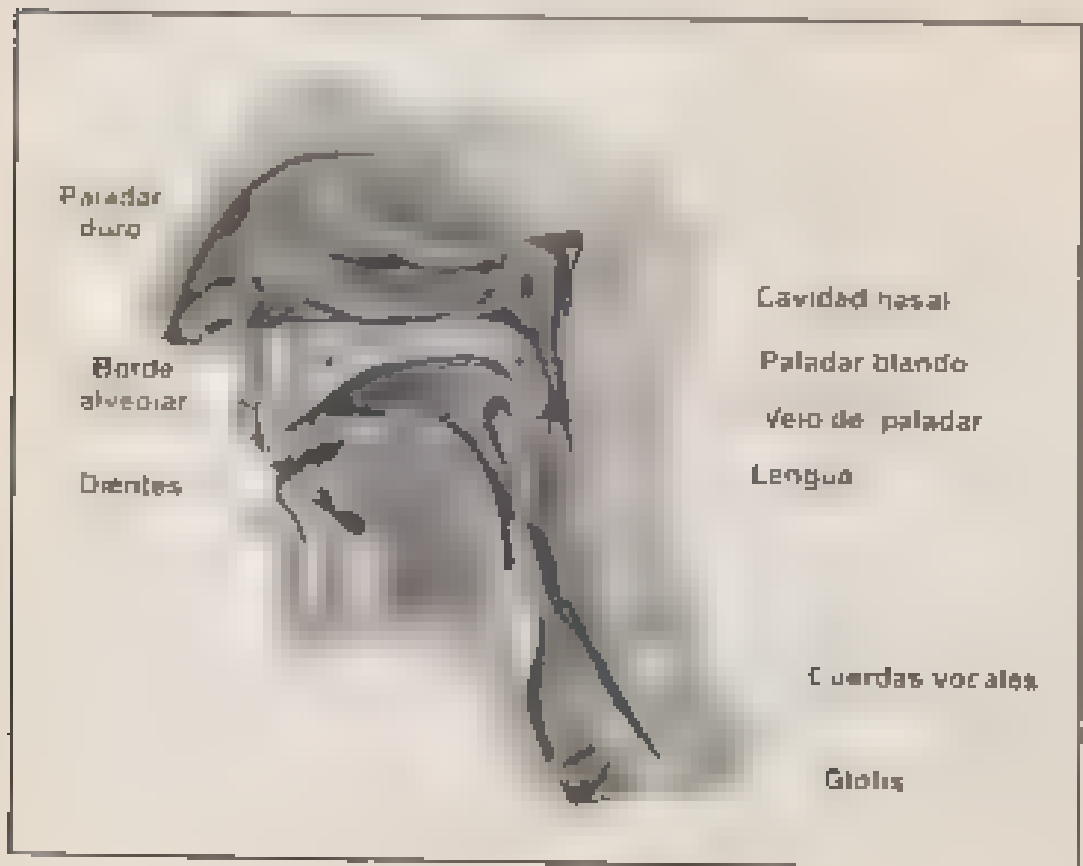 Paladar
duro
Borde
alveolar
Dientes
Cavidad nasal
Paladar blando
Velo de paladar
Lengua
Cuerdas vocales
Glotis